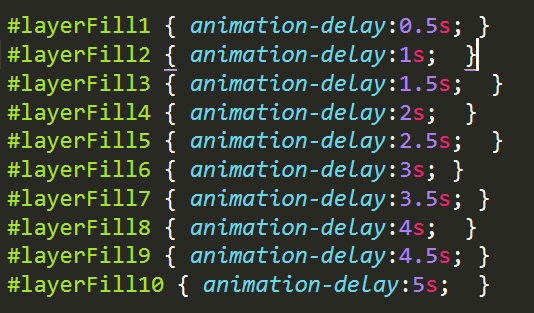 #layerFill1 { animation-delay:0.5s; }
#layerFill2 { animation-delay:1s;  }
#layerFill3 { animation-delay:1.5s;  }
#layerFill4 { animation-delay:2s;  }
#layerFill5 { animation-delay:2.5s;  }
#layerFill6 { animation-delay:3s; }
#layerFill7 { animation-delay:3.5s; }
#layerFill8 { animation-delay:4s;  }
#layerFill9 { animation-delay:4.5s; }
#layerFill10 { animation-delay:5s;  }